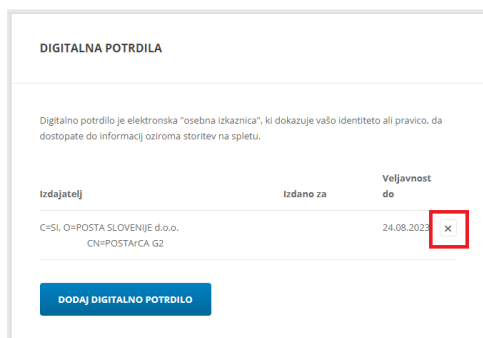 DIGITALNA POTRDILA
Digitalno potrdilo je elektronska "osebna izkaznica", ki dokazuje vašo identiteto ali pravico, da
dostopate do informacij oziroma storitev na spletu.
Izdajatelj Izdano za Veljavnost do
C=SI, O=POSTA SLOVENIJE d.o.o. 24.08.2023 ×
CN=POSTArCA G2
DODAJ DIGITALNO POTRDILO